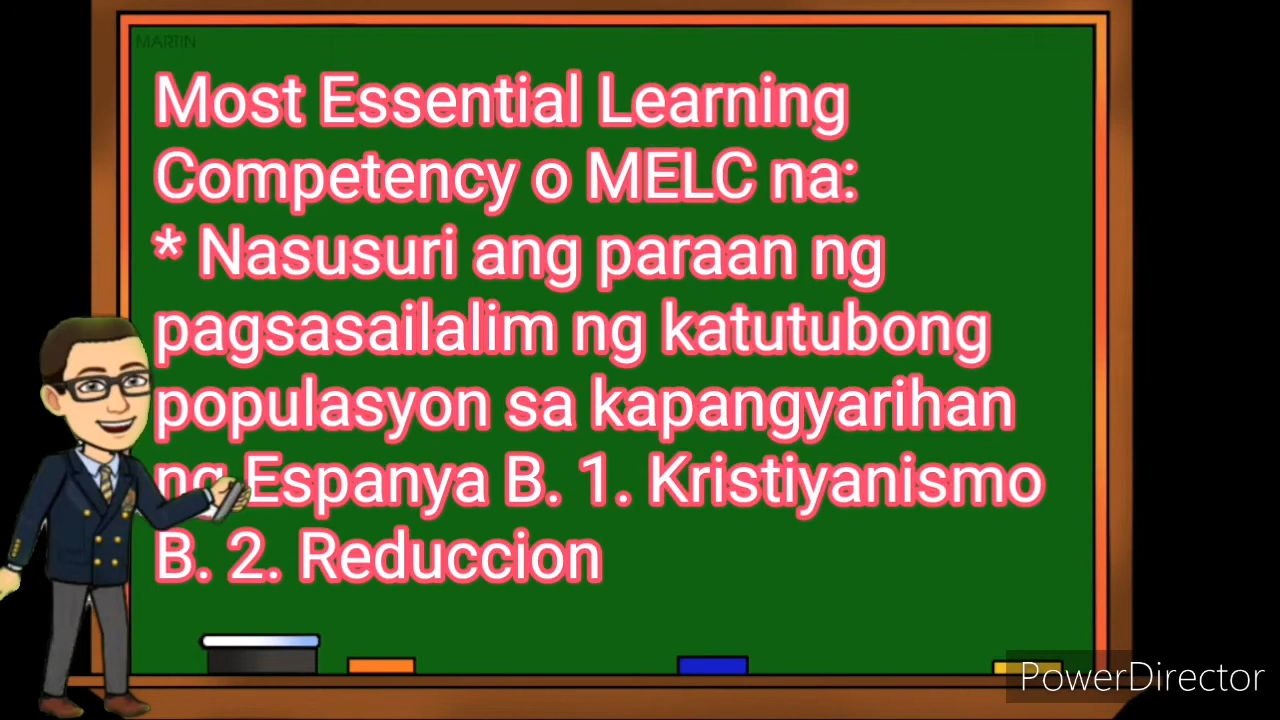 MARTIN
Most Essential Learning
Competency o MELC na:
* Nasusuri ang paraan ng
pagsasailalim ng katutubong
populasyon sa kapangyarihan
ng Espanya B. 1. Kristiyanismo
B. 2. Reduccion
PowerDirector